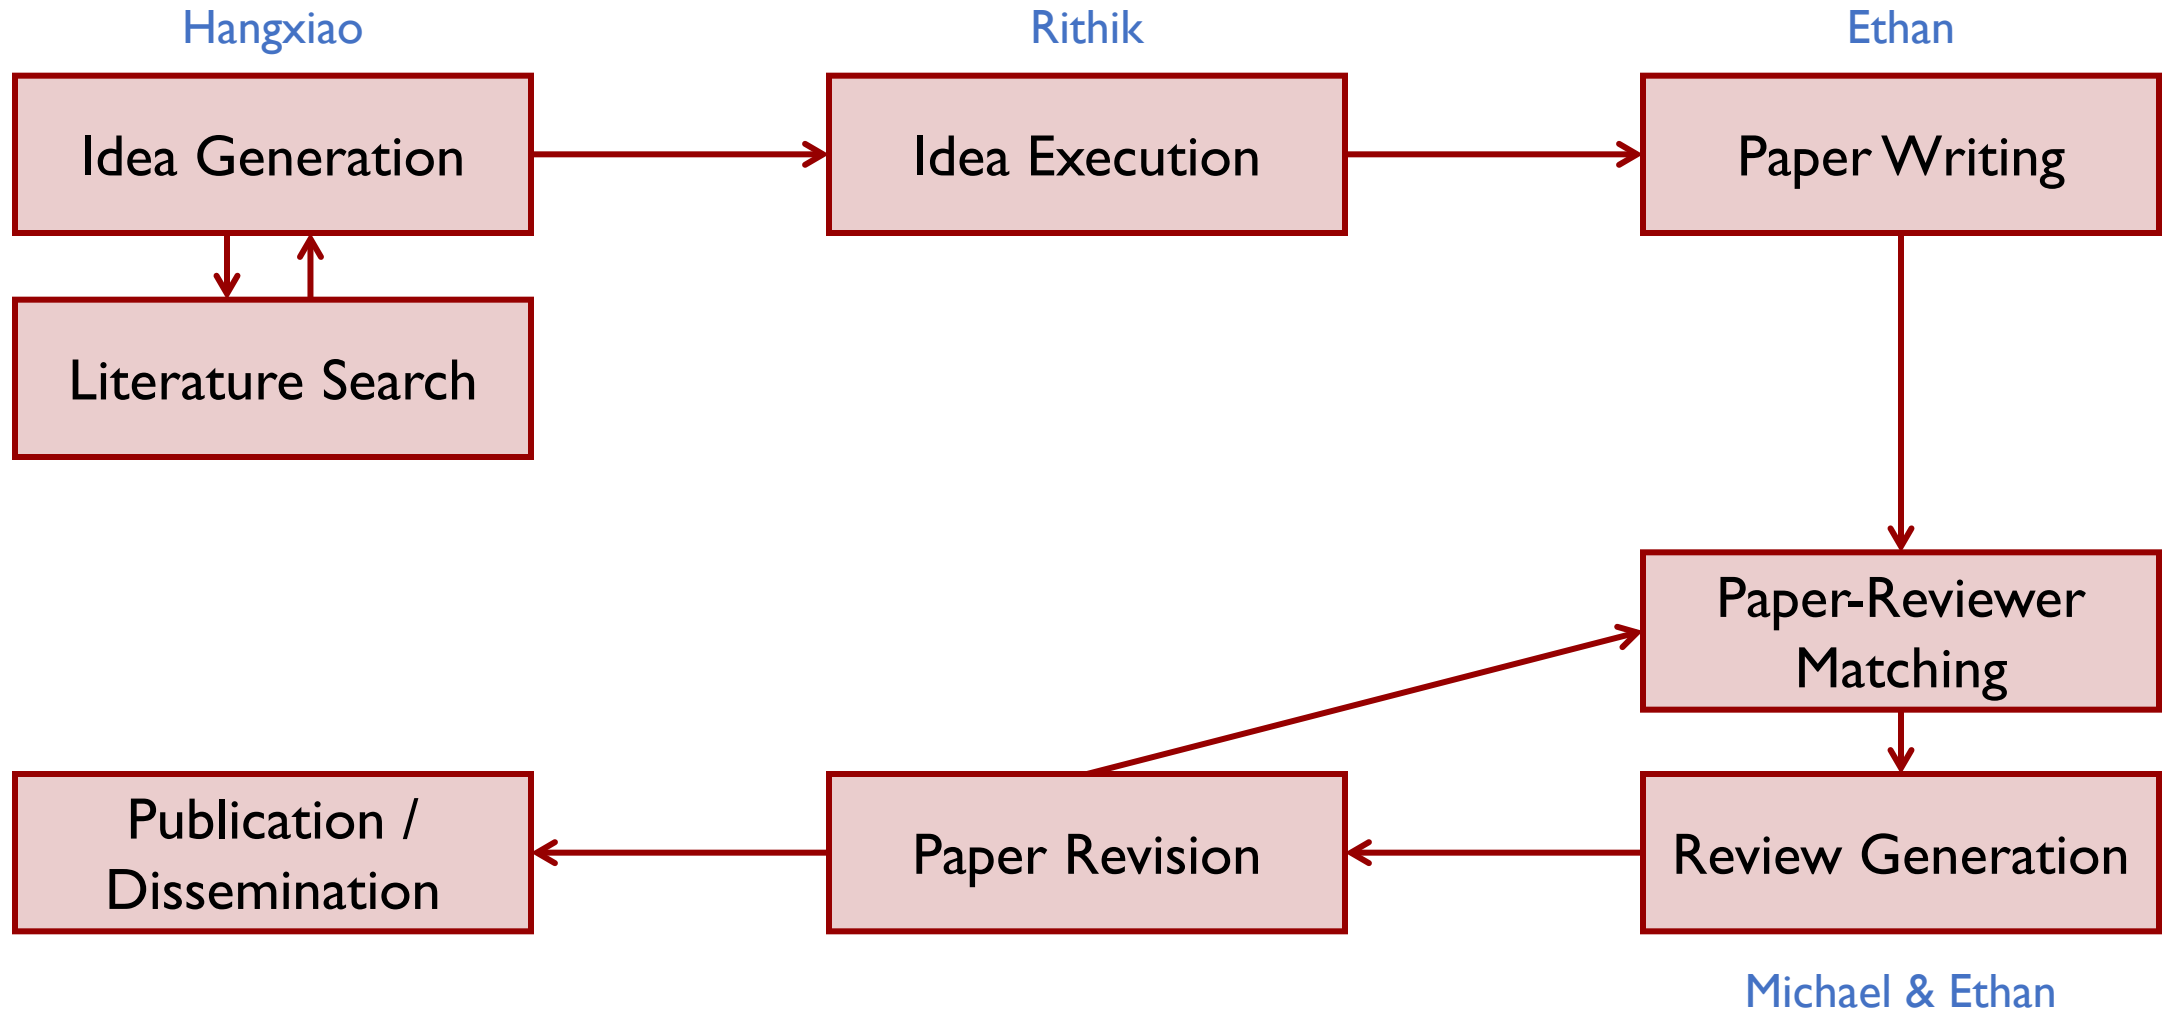 Hangxiao
Rithik
Ethan
Idea Generation
Idea Execution
Paper Writing
Literature Search
Paper-Reviewer
Matching
Publication /
Dissemination
Paper Revision
Review Generation
Michael & Ethan